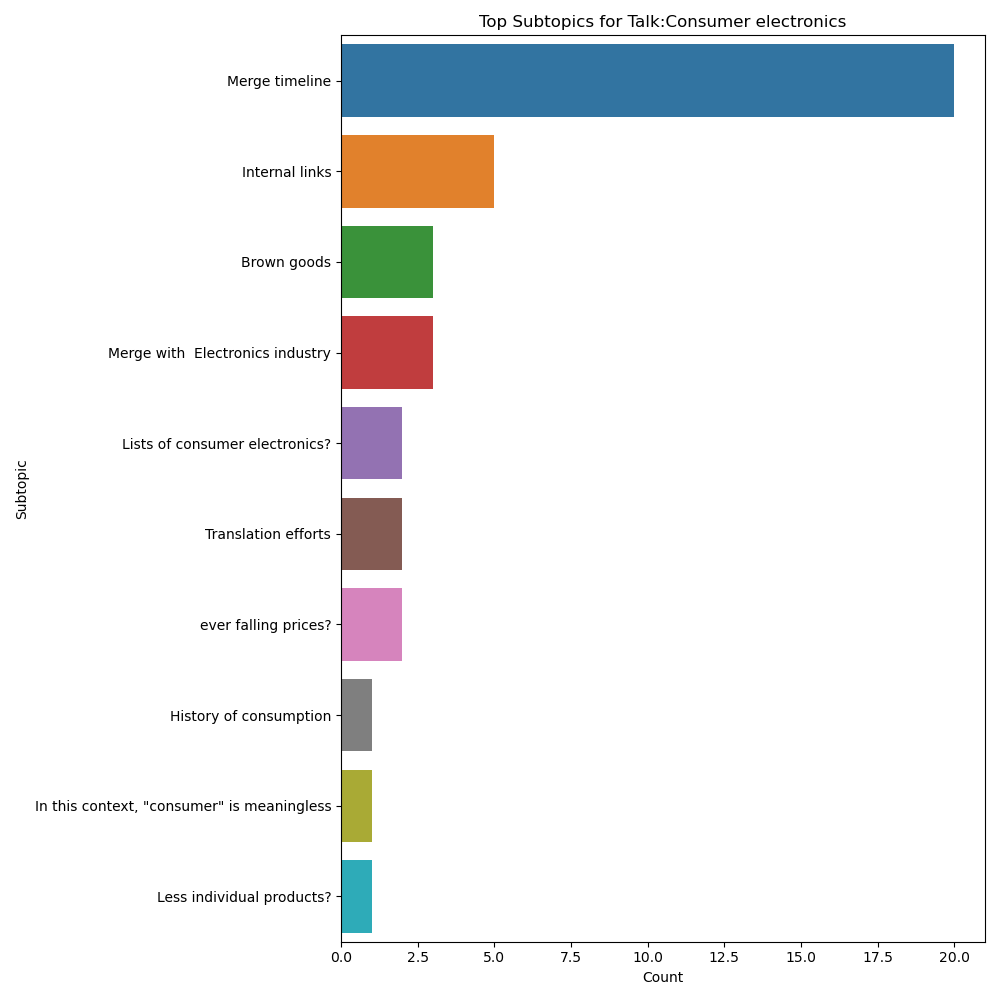 Top Subtopics for Talk:Consumer electronics
Merge timeline
Internal links
Brown goods
Merge with  Electronics industry
Lists of consumer electronics?
Translation efforts
ever falling prices?
History of consumption
In this context, "consumer" is meaningless
Less individual products?
Subtopic
0.0 2.5 5.0 7.5 10.0 12.5 15.0 17.5 20.0
Count